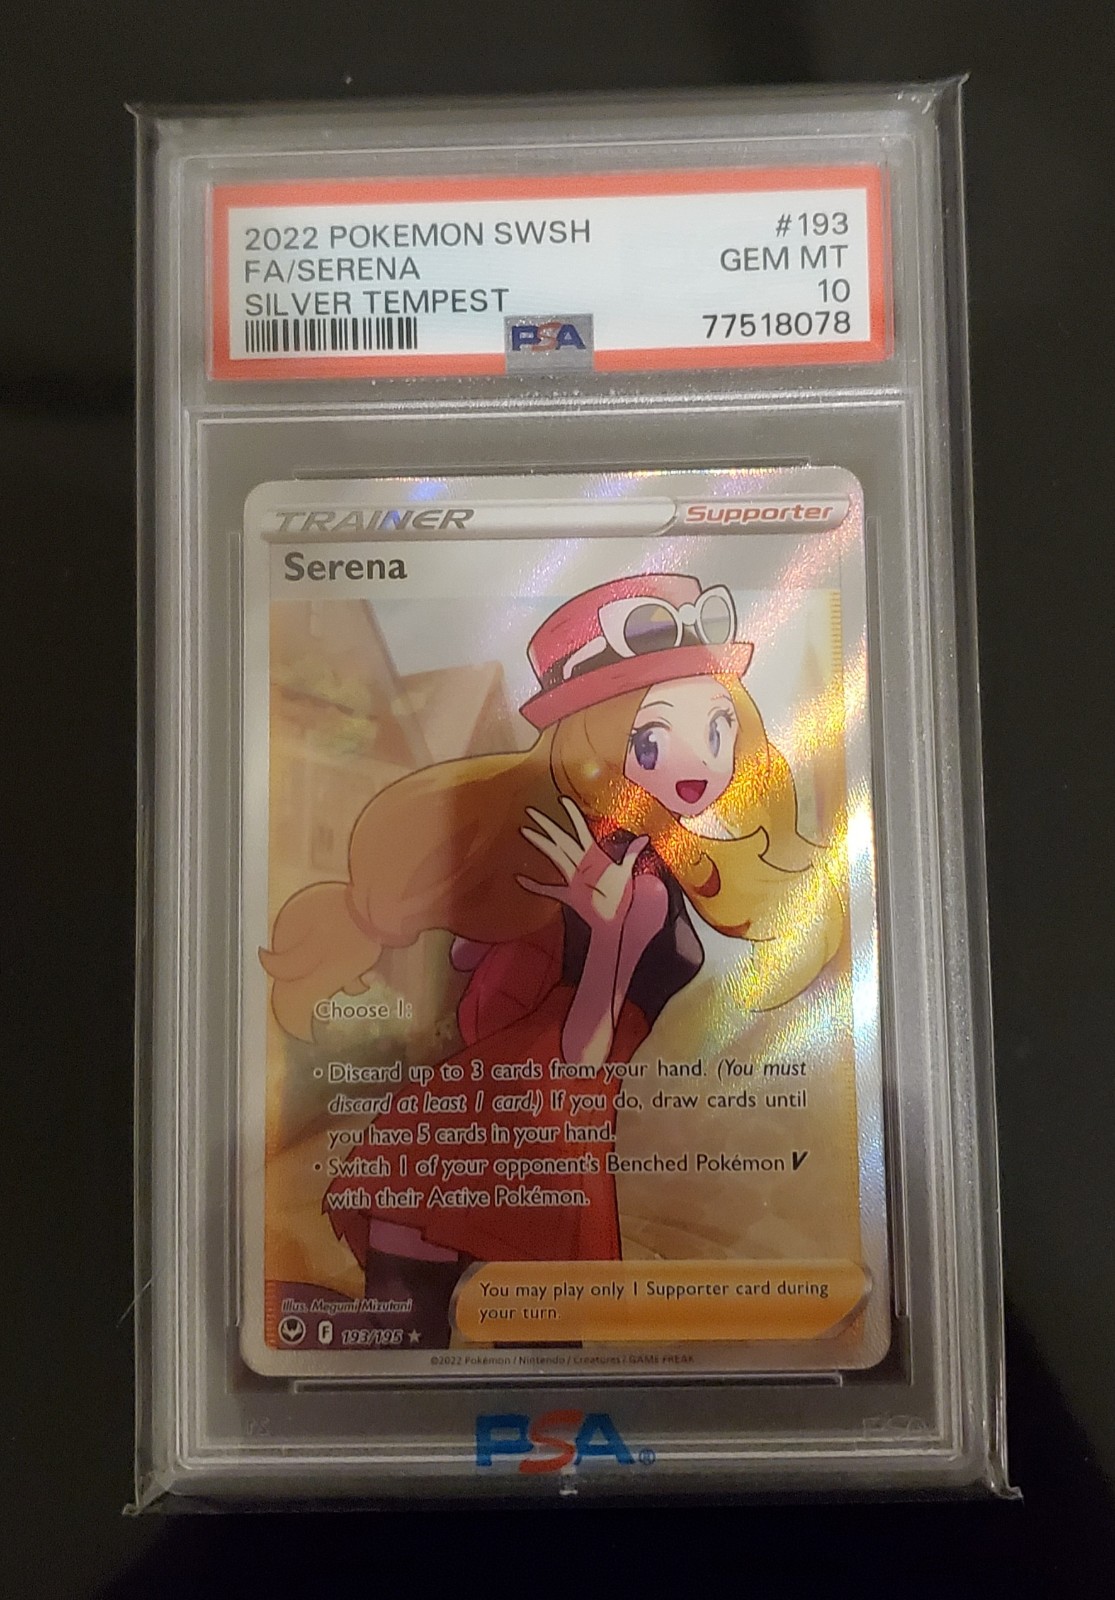 2022 POKEMON SWSH #193
FA/SERENA GEM MT
SILVER TEMPEST 10
PSA 77518078
TRAINER Supporter
Serena
Choose 1:
• Discard up to 3 cards from your hand. (You must
discard at least 1 card.) If you do, draw cards until
you have 5 cards in your hand.
• Switch 1 of your opponent's Benched Pokémon V
with their Active Pokémon.
You may play only 1 Supporter card during
your turn.
Illus. Megumi Mizutani
F 193/195 ★
©2022 Pokémon / Nintendo / Creatures / GAME FREAK
PSA®